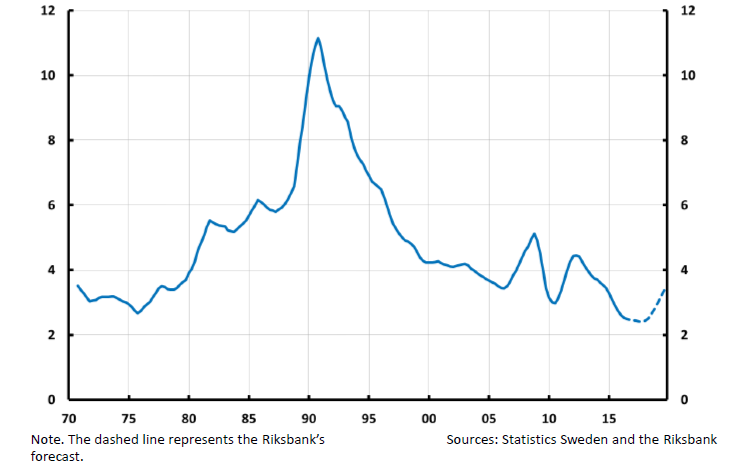 12 12
10 10
8 8
6 6
4 4
2 2
0 0
70 75 80 85 90 95 00 05 10 15
Note. The dashed line represents the Riksbank’s
forecast.
Sources: Statistics Sweden and the Riksbank